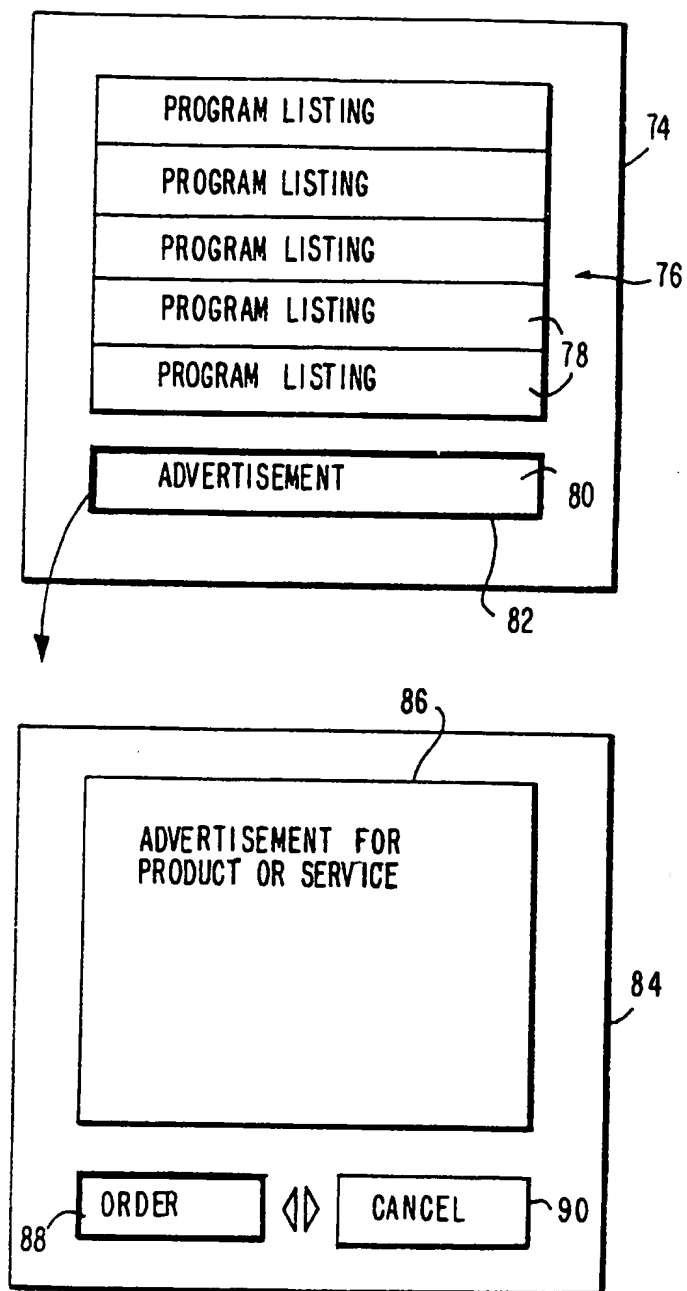 PROGRAM LISTING
74
PROGRAM LISTING
PROGRAM LISTING
76
PROGRAM LISTING
78
PROGRAM LISTING
ADVERTISEMENT
80
82
86
ADVERTISEMENT FOR
PRODUCT OR SERVICE
84
ORDER
CANCEL
90
88